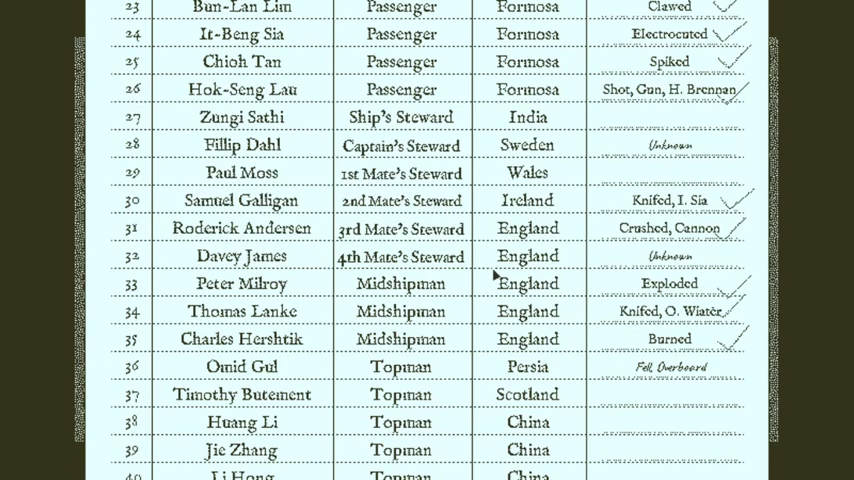 23 Bun-Lan Lim Passenger Formosa Clawed
24 It-Beng Sia Passenger Formosa Electrocuted
25 Chioh Tan Passenger Formosa Spiked
26 Hok-Seng Lau Passenger Formosa Shot, Gun, H. Brennan
27 Zungi Sathi Ship's Steward India
28 Fillip Dahl Captain's Steward Sweden Unknown
29 Paul Moss 1st Mate's Steward Wales
30 Samuel Galligan 2nd Mate's Steward Ireland Knifed, I. Sia
31 Roderick Andersen 3rd Mate's Steward England Crushed, Cannon
32 Davey James 4th Mate's Steward England Unknown
33 Peter Milroy Midshipman England Exploded
34 Thomas Lanke Midshipman England Knifed, O. Wiater
35 Charles Hershtik Midshipman England Burned
36 Omid Gul Topman Persia Fell Overboard
37 Timothy Butement Topman Scotland
38 Huang Li Topman China
39 Jie Zhang Topman China
40 Li Hong Topman China